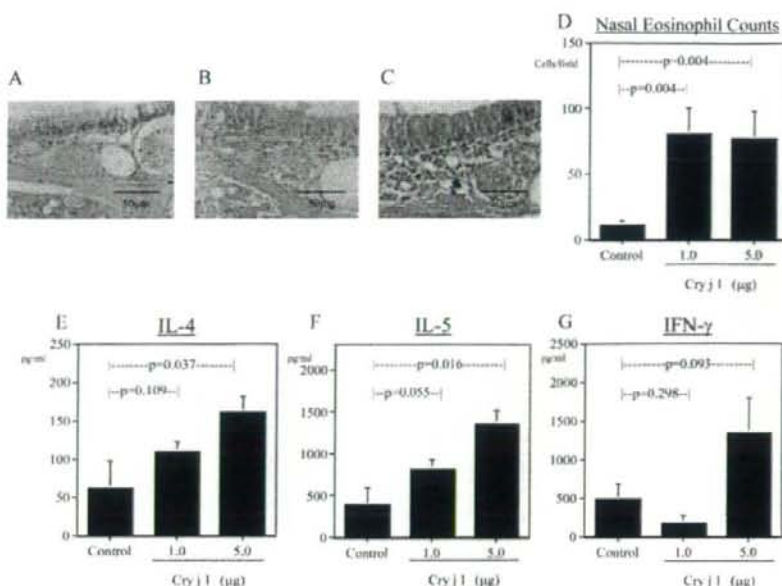 D Nasal Eosinophil Counts
A B C
50μm
150
Cells/field
p=0.004
--p=0.004--
100
50
0
Control 1.0 5.0
Cry j 1 (μg)
E IL-4
250
pg/ml
p=0.037
200
--p=0.109--
150
100
50
0
Control 1.0 5.0
Cry j 1 (μg)
F IL-5
pg/ml
2000
p=0.016
--p=0.055--
1500
1000
500
0
Control 1.0 5.0
Cry j 1 (μg)
G IFN-γ
2500
pg/ml
p=0.093
2000
--p=0.298--
1500
1000
500
0
Control 1.0 5.0
Cry j 1 (μg)